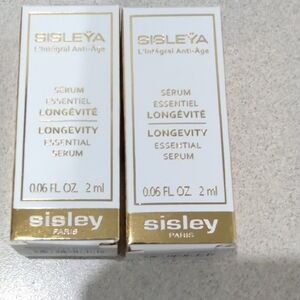 SISLEŸA
L'Intégral Anti-Âge
SÉRUM
ESSENTIEL
LONGÉVITÉ
LONGEVITY
ESSENTIAL
SERUM
0.06 FL. OZ. 2 ml
sisley
PARIS
SISLEŸA
L'Intégral Anti-Âge
SÉRUM
ESSENTIEL
LONGÉVITÉ
LONGEVITY
ESSENTIAL
SERUM
0.06 FL. OZ. 2 ml
sisley
PARIS